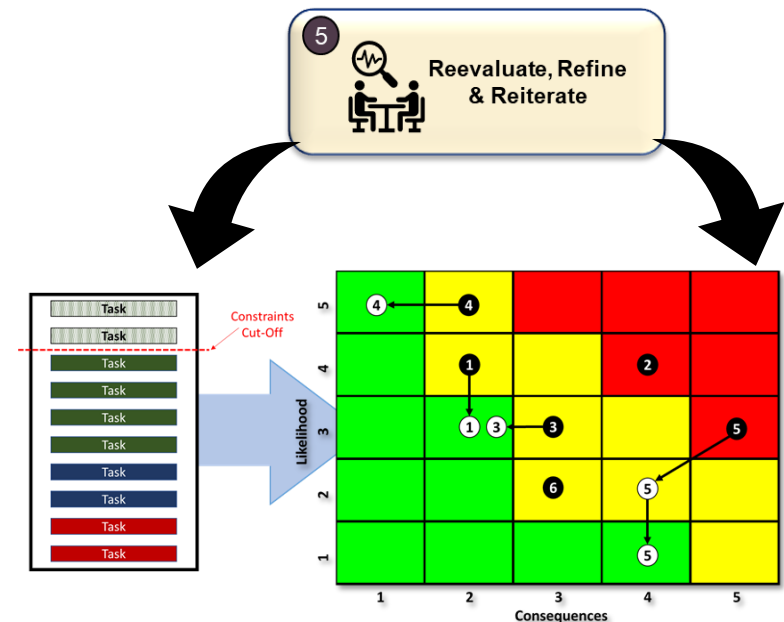 5
Reevaluate, Refine
& Reiterate
Task
Task
Constraints
Cut-Off
Task
Task
Task
Task
Task
Task
Task
Task
Likelihood
5
4
3
2
1
4
4
1
2
1
3
3
5
6
5
5
1
2
3
4
5
Consequences